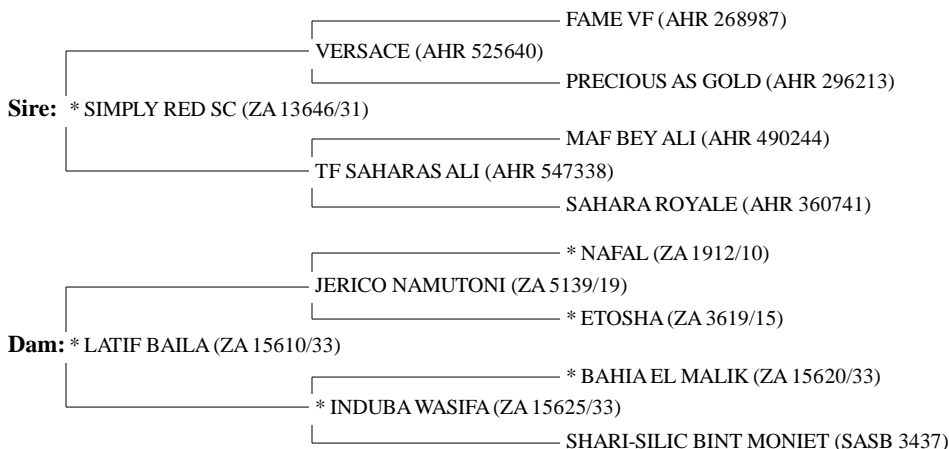 FAME VF (AHR 268987)
VERSACE (AHR 525640)
PRECIOUS AS GOLD (AHR 296213)
Sire: * SIMPLY RED SC (ZA 13646/31)
MAF BEY ALI (AHR 490244)
TF SAHARAS ALI (AHR 547338)
SAHARA ROYALE (AHR 360741)
* NAFAL (ZA 1912/10)
JERICO NAMUTONI (ZA 5139/19)
* ETOSHA (ZA 3619/15)
Dam: * LATIF BAILA (ZA 15610/33)
* BAHIA EL MALIK (ZA 15620/33)
* INDUBA WASIFA (ZA 15625/33)
SHARI-SILIC BINT MONIET (SASB 3437)